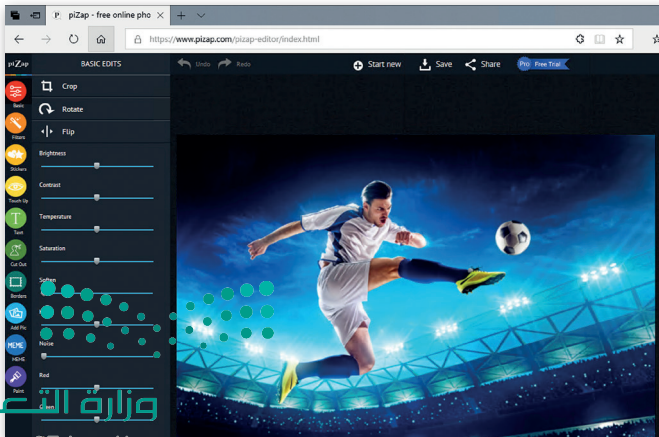 piZap - free online pho
https://www.pizap.com/pizap-editor/index.html
piZap
BASIC EDITS
Undo
Redo
Start new
Save
Share
Pro
Free Trial
Basic
Crop
Rotate
Filters
Flip
Stickers
Brightness
Touch Up
Contrast
Text
Temperature
Cut Out
Saturation
Borders
Soften
Add Pic
MEME
MEME
Noise
Paint
Red
Green
وزارة التع